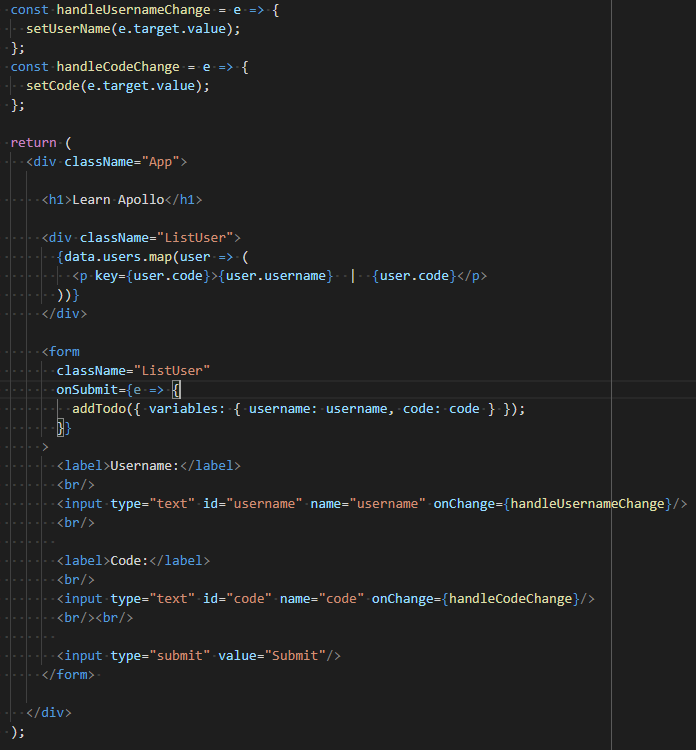 const handleUsernameChange = e => {
  setUserName(e.target.value);
};
const handleCodeChange = e => {
  setCode(e.target.value);
};

return (
  <div className="App">

    <h1>Learn Apollo</h1>

    <div className="ListUser">
      {data.users.map(user => (
        <p key={user.code}>{user.username}  |  {user.code}</p>
      ))}
    </div>

    <form
      className="ListUser"
      onSubmit={e => {
        addTodo({ variables: { username: username, code: code } });
      }}
    >
      <label>Username:</label>
      <br/>
      <input type="text" id="username" name="username" onChange={handleUsernameChange}/>
      <br/>

      <label>Code:</label>
      <br/>
      <input type="text" id="code" name="code" onChange={handleCodeChange}/>
      <br/><br/>

      <input type="submit" value="Submit"/>
    </form>

  </div>
);